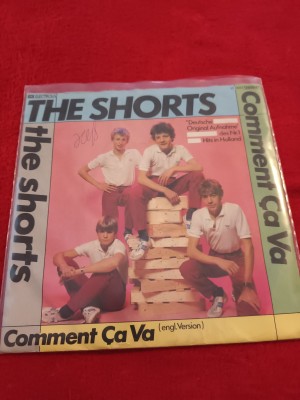 THE SHORTS
"Deutsche
Original Aufnahme"
des Nr.1
Hits in Holland
the shorts
Comment Ça Va
Comment Ça Va (engl. Version)